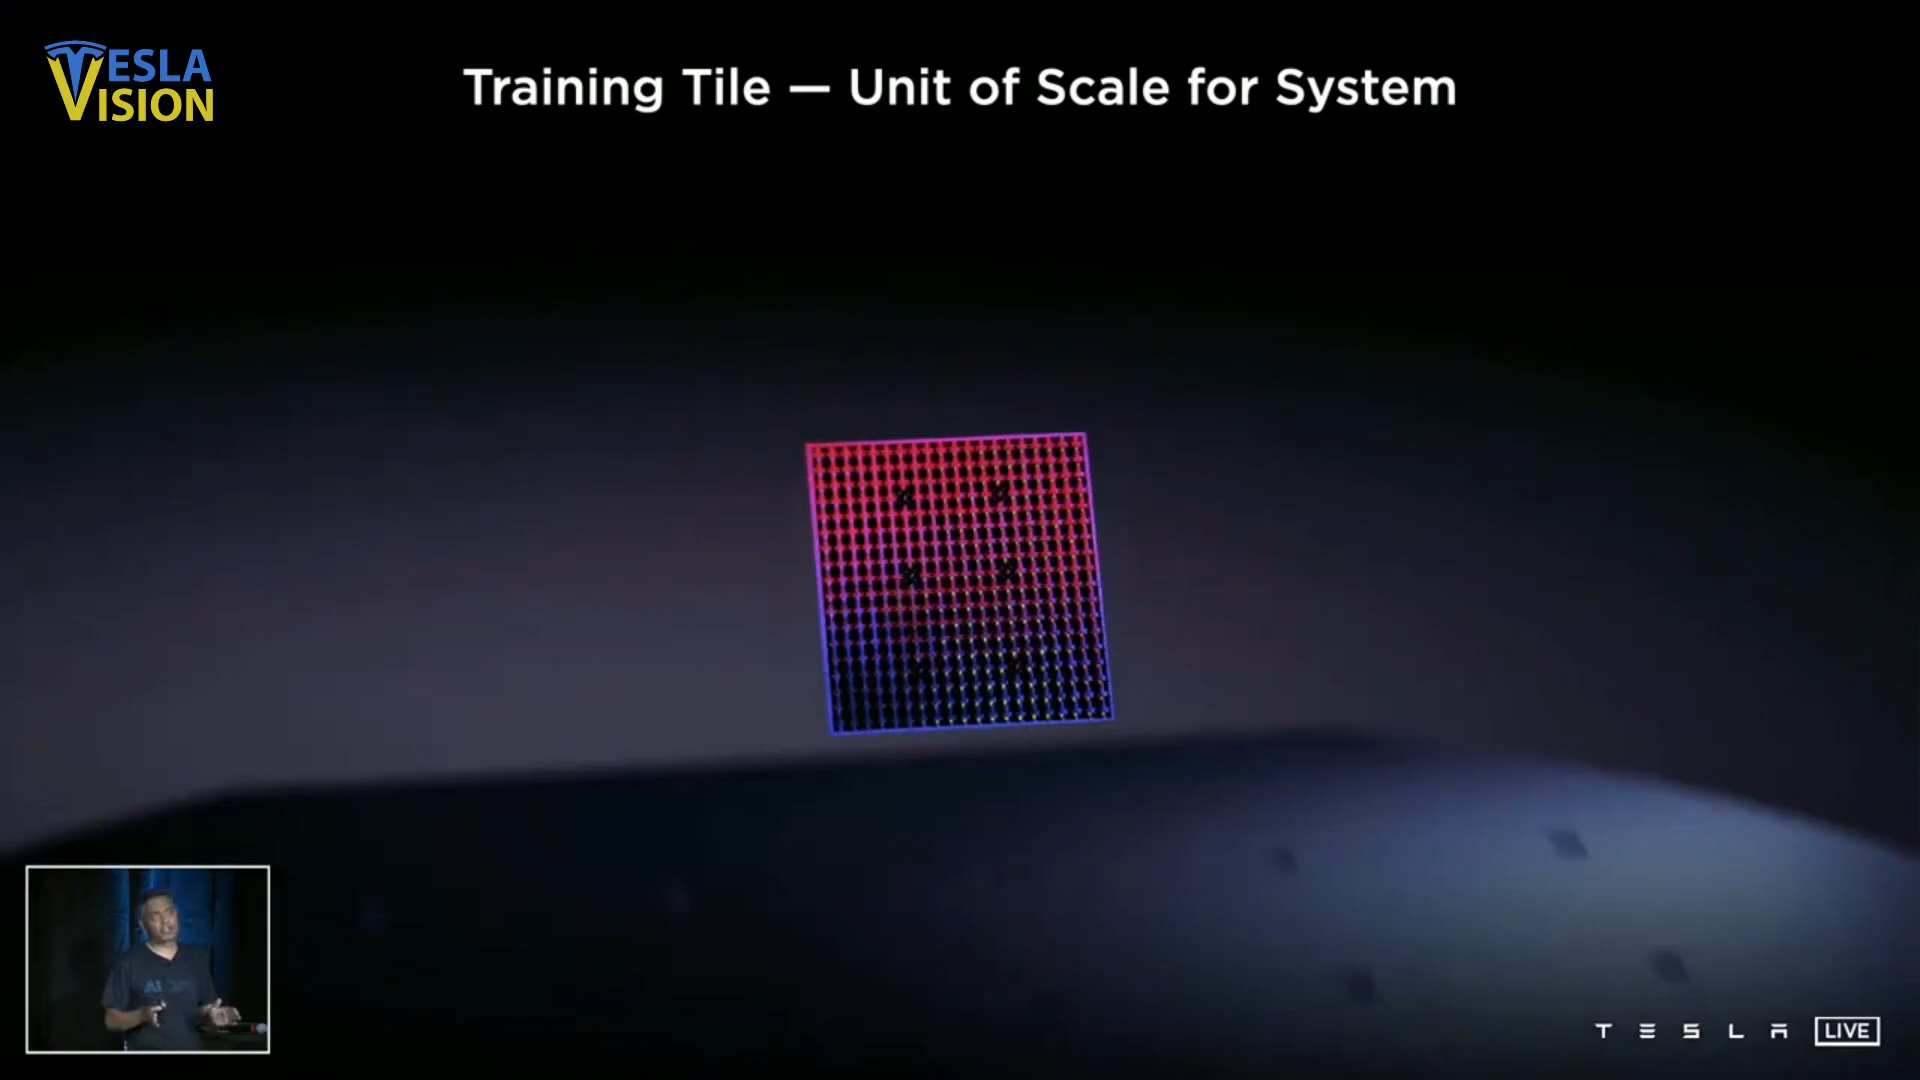 TESLA
VISION
Training Tile — Unit of Scale for System
TESLA LIVE